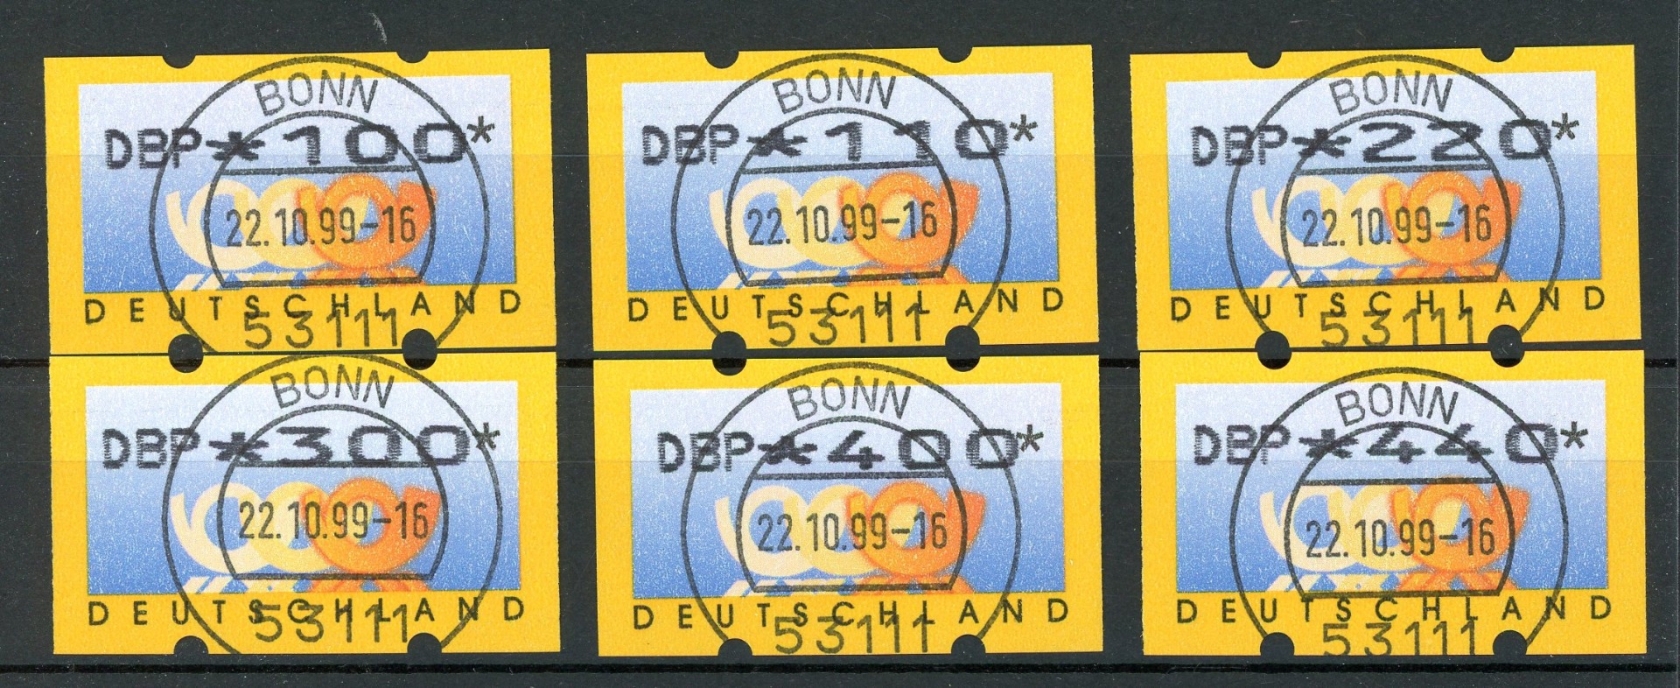 BONN
DBP*100*
22.10.99-16
DEUTSCHLAND
53111
BONN
DBP*110*
22.10.99-16
DEUTSCHLAND
53111
BONN
DBP*220*
22.10.99-16
DEUTSCHLAND
53111
BONN
DBP*300*
22.10.99-16
DEUTSCHLAND
53111
BONN
DBP*400*
22.10.99-16
DEUTSCHLAND
53111
BONN
DBP*440*
22.10.99-16
DEUTSCHLAND
53111